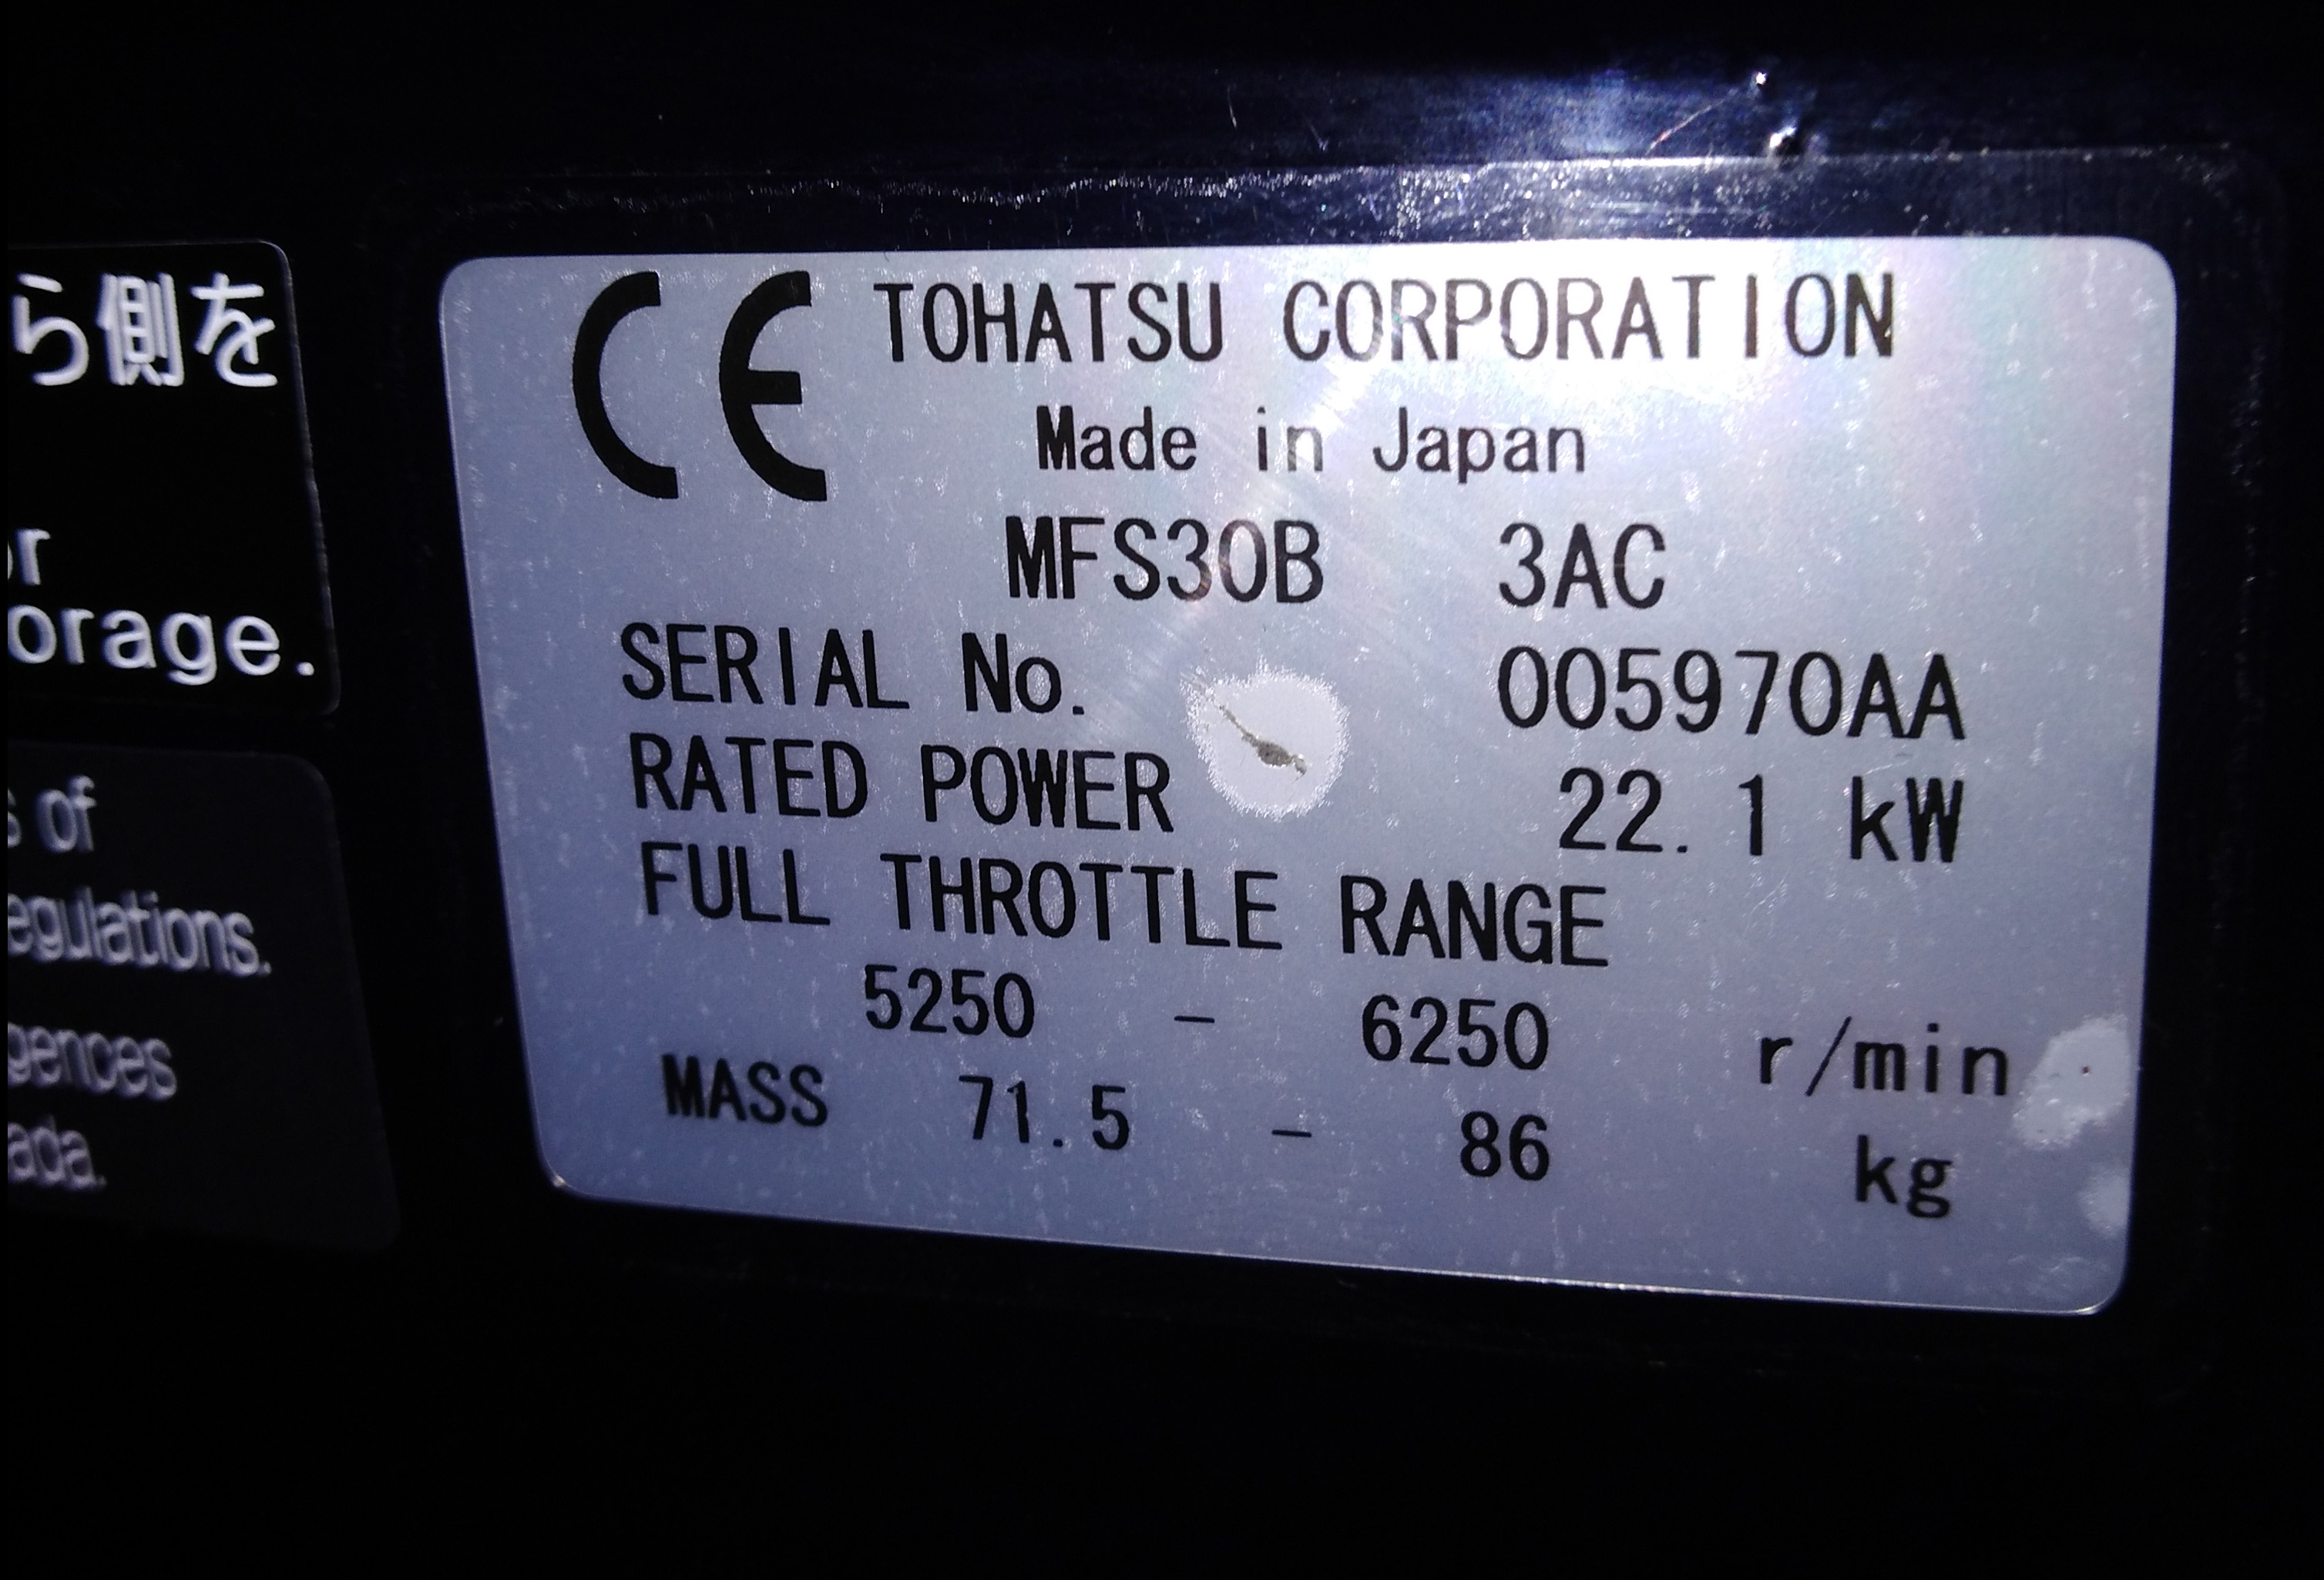 ら側を
r
orage.
s of
egulations.
gences
ada.
CE TOHATSU CORPORATION
Made in Japan
MFS30B 3AC
SERIAL No. 005970AA
RATED POWER 22.1 kW
FULL THROTTLE RANGE
5250 - 6250 r/min
MASS 71.5 - 86 kg